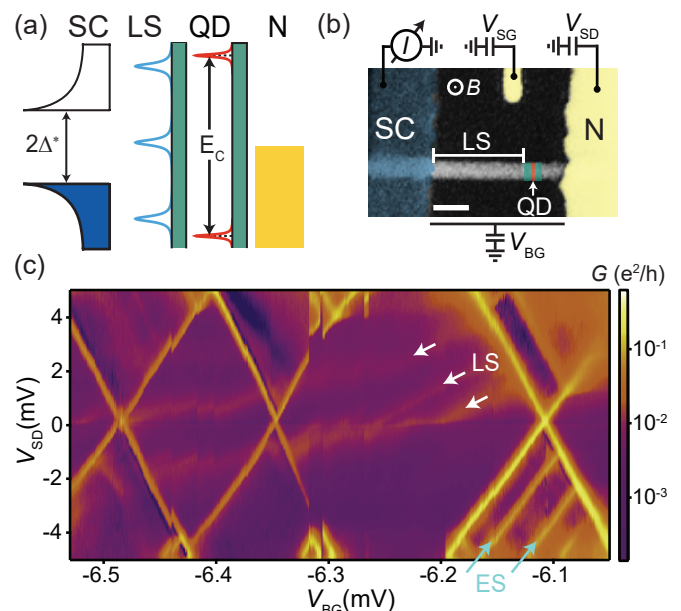 (a) SC LS QD N
2Δ*
E_C
(b) V_SG V_SD
I
B
SC
LS
N
QD
V_BG
(c) G (e²/h)
4
2
0
-2
-4
V_SD(mV)
LS
ES
10⁻¹
10⁻²
10⁻³
-6.5 -6.4 -6.3 -6.2 -6.1
V_BG(mV)